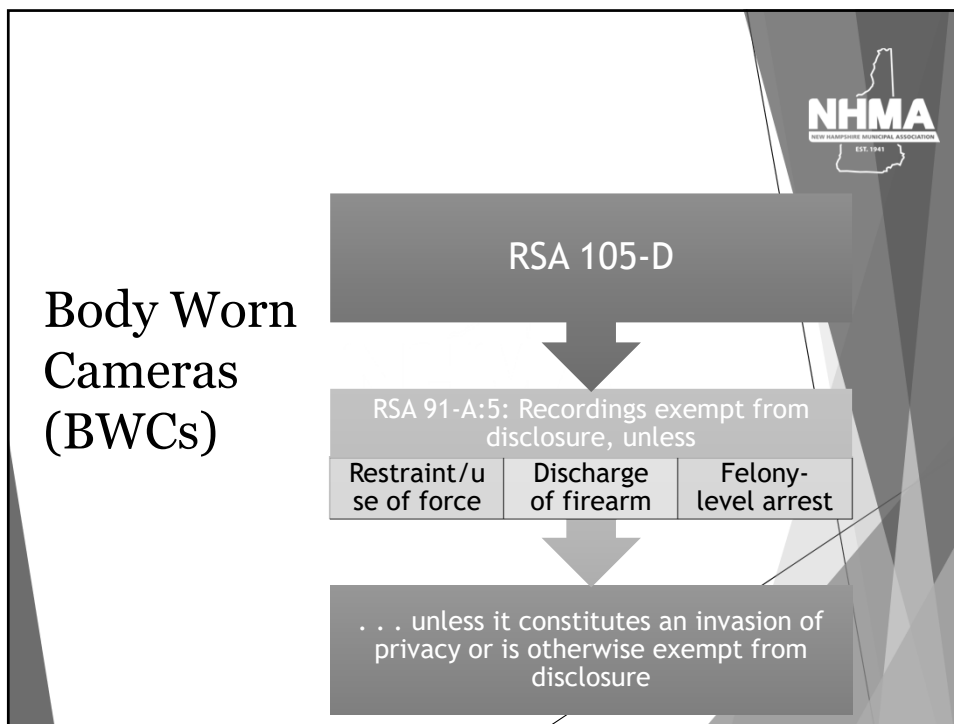 NHMA
NEW HAMPSHIRE MUNICIPAL ASSOCIATION
EST. 1941
Body Worn
Cameras
(BWCs)
RSA 105-D
RSA 91-A:5: Recordings exempt from
disclosure, unless
Restraint/u
se of force
Discharge
of firearm
Felony-
level arrest
. . . unless it constitutes an invasion of
privacy or is otherwise exempt from
disclosure